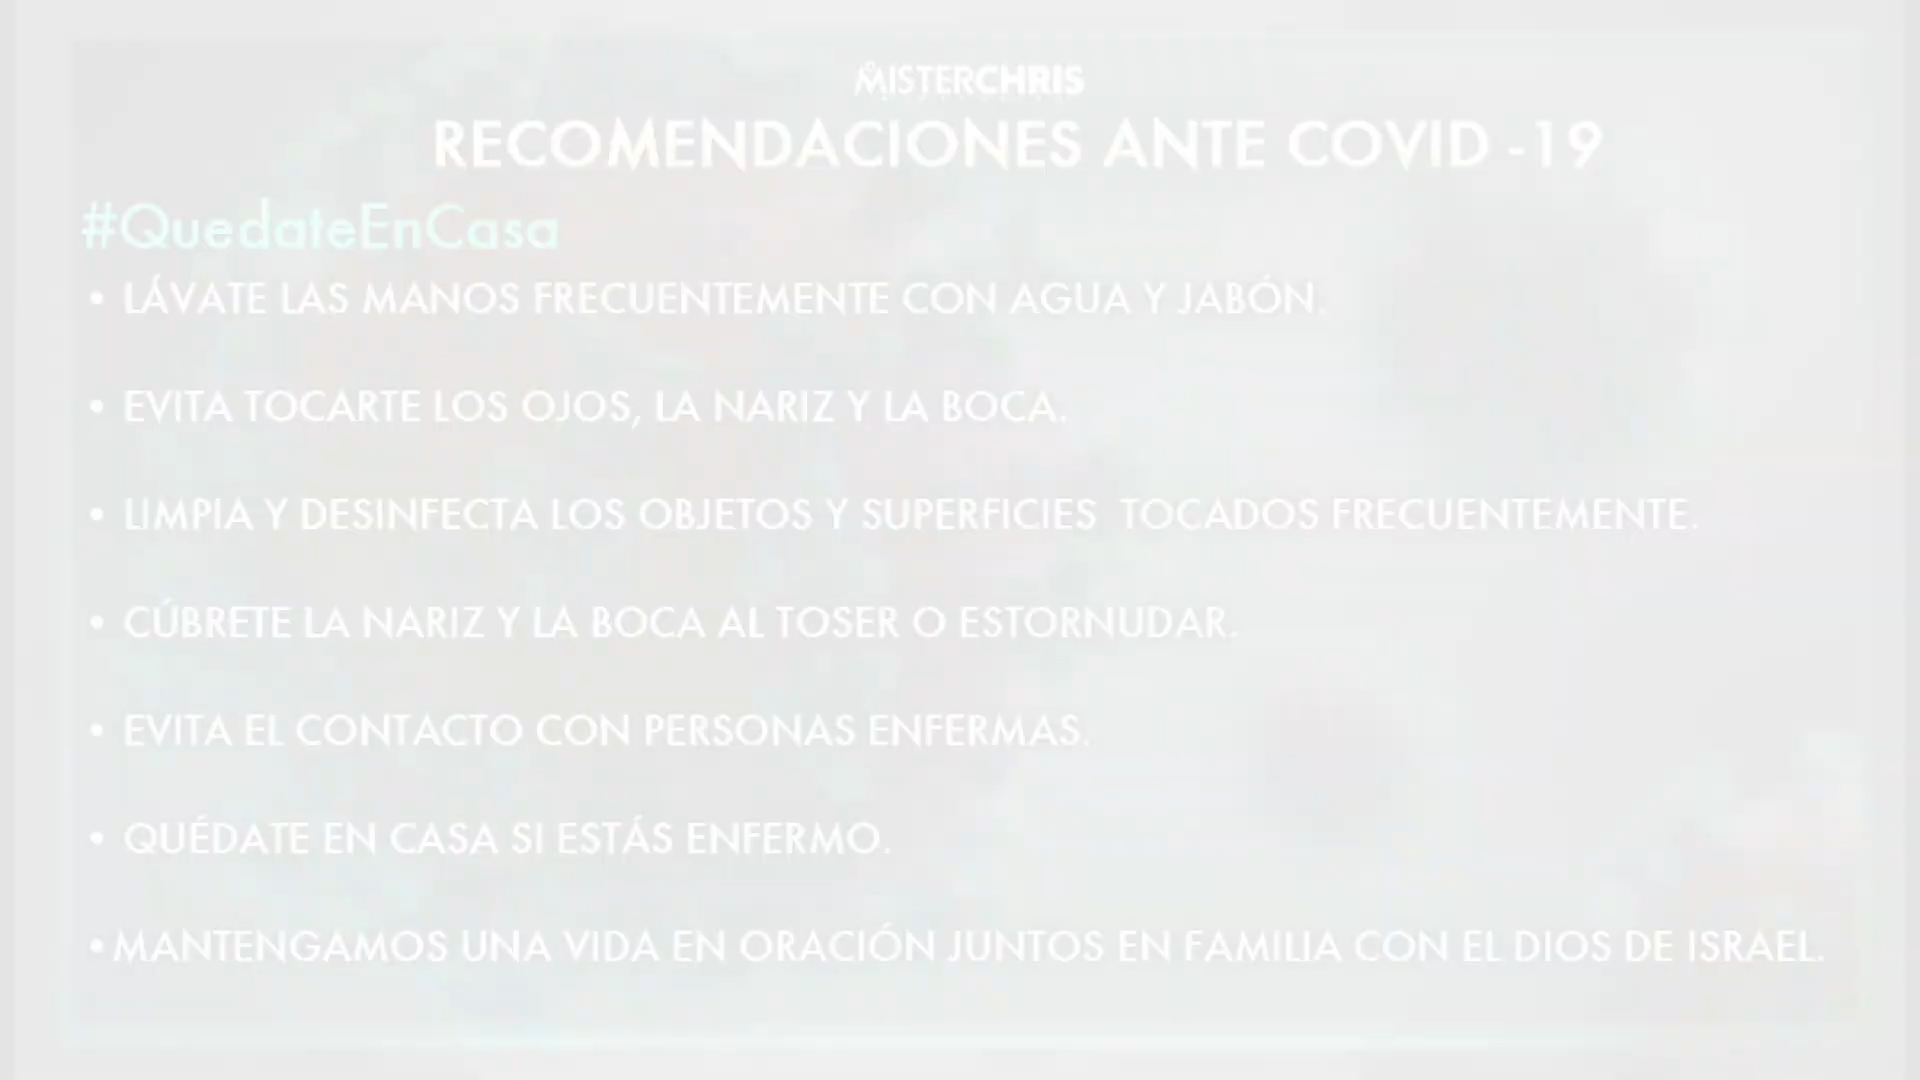 MISTERCHRIS
RECOMENDACIONES ANTE COVID -19
#QuedateEnCasa
• LÁVATE LAS MANOS FRECUENTEMENTE CON AGUA Y JABÓN.
• EVITA TOCARTE LOS OJOS, LA NARIZ Y LA BOCA.
• LIMPIA Y DESINFECTA LOS OBJETOS Y SUPERFICIES TOCADOS FRECUENTEMENTE.
• CÚBRETE LA NARIZ Y LA BOCA AL TOSER O ESTORNUDAR.
• EVITA EL CONTACTO CON PERSONAS ENFERMAS.
• QUÉDATE EN CASA SI ESTÁS ENFERMO.
• MANTENGAMOS UNA VIDA EN ORACIÓN JUNTOS EN FAMILIA CON EL DIOS DE ISRAEL.